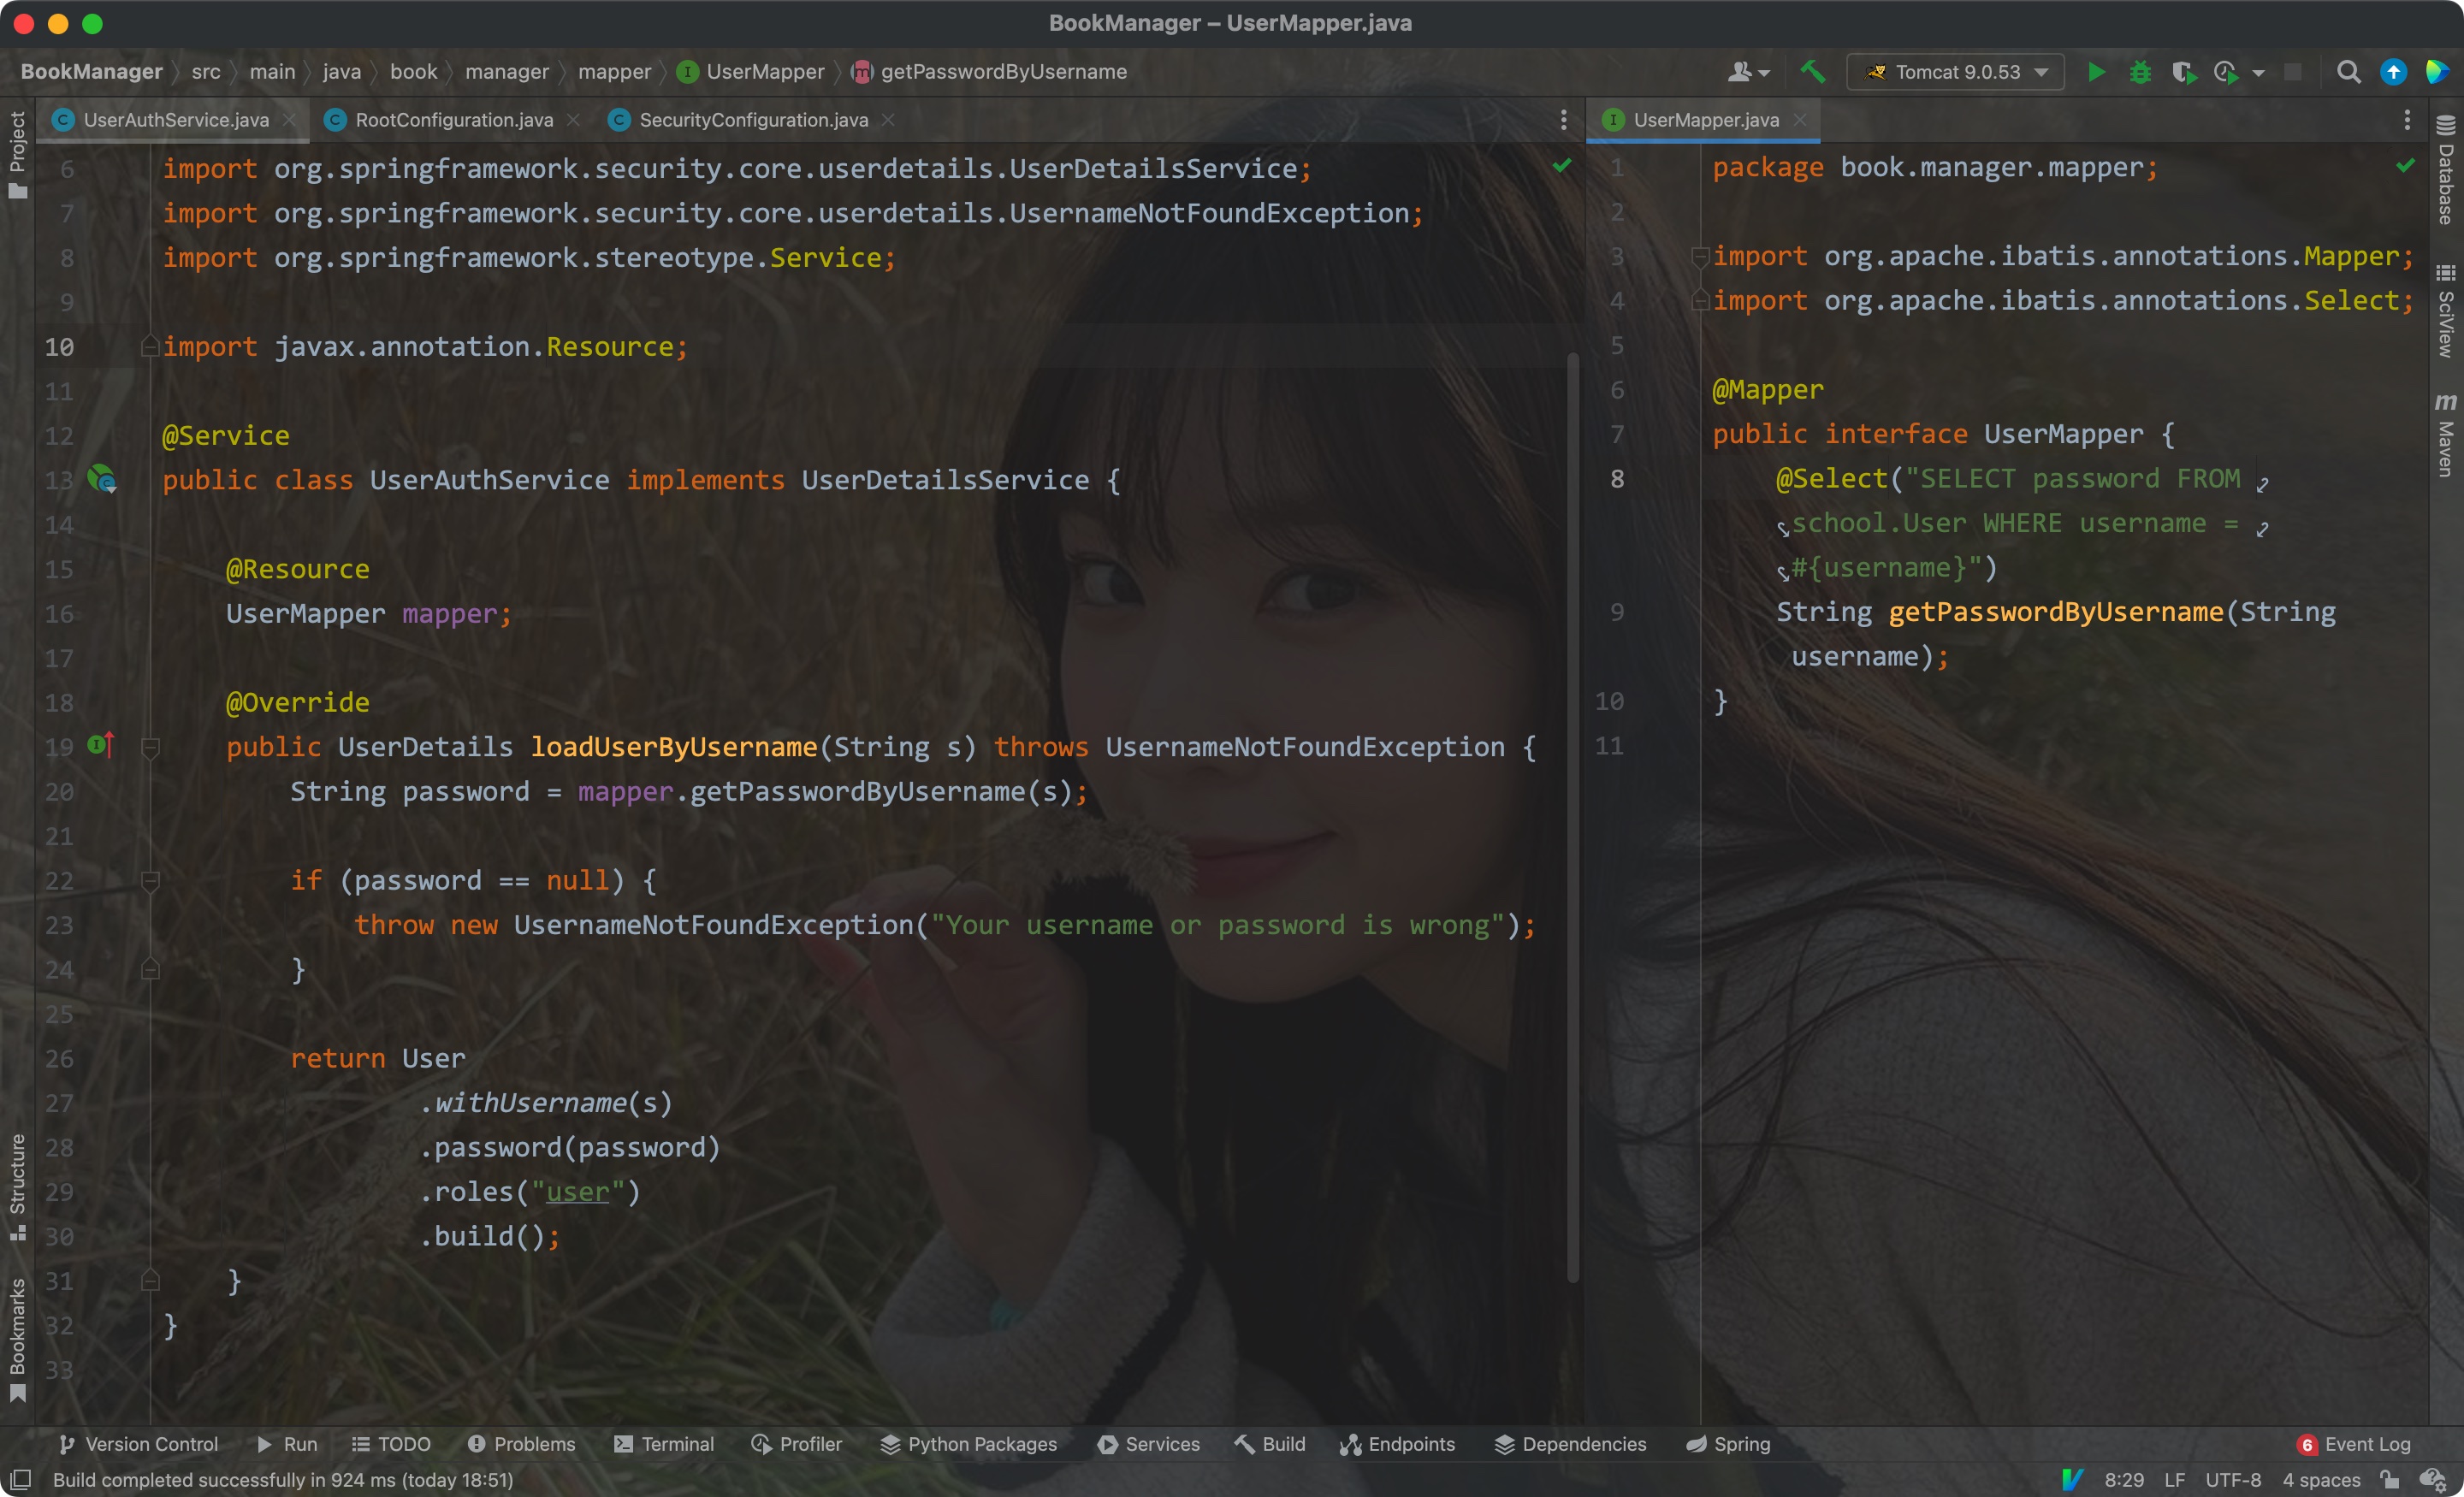 BookManager – UserMapper.java
BookManager src main java book manager mapper UserMapper getPasswordByUsername
Tomcat 9.0.53
UserAuthService.java RootConfiguration.java SecurityConfiguration.java
Project
6 import org.springframework.security.core.userdetails.UserDetailsService;
7 import org.springframework.security.core.userdetails.UsernameNotFoundException;
8 import org.springframework.stereotype.Service;
9
10 import javax.annotation.Resource;
11
12 @Service
13 public class UserAuthService implements UserDetailsService {
14
15 @Resource
16 UserMapper mapper;
17
18 @Override
19 public UserDetails loadUserByUsername(String s) throws UsernameNotFoundException {
20 String password = mapper.getPasswordByUsername(s);
21
22 if (password == null) {
23 throw new UsernameNotFoundException("Your username or password is wrong");
24 }
25
26 return User
27 .withUsername(s)
28 .password(password)
29 .roles("user")
30 .build();
31 }
32 }
33
Structure
Bookmarks
UserMapper.java
1 package book.manager.mapper;
2
3 import org.apache.ibatis.annotations.Mapper;
4 import org.apache.ibatis.annotations.Select;
5
6 @Mapper
7 public interface UserMapper {
8 @Select("SELECT password FROM
school.User WHERE username =
#{username}")
9 String getPasswordByUsername(String
username);
10 }
11
Database
SciView
m Maven
Version Control Run TODO Problems Terminal Profiler Python Packages Services Build Endpoints Dependencies Spring 6 Event Log
Build completed successfully in 924 ms (today 18:51) 8:29 LF UTF-8 4 spaces